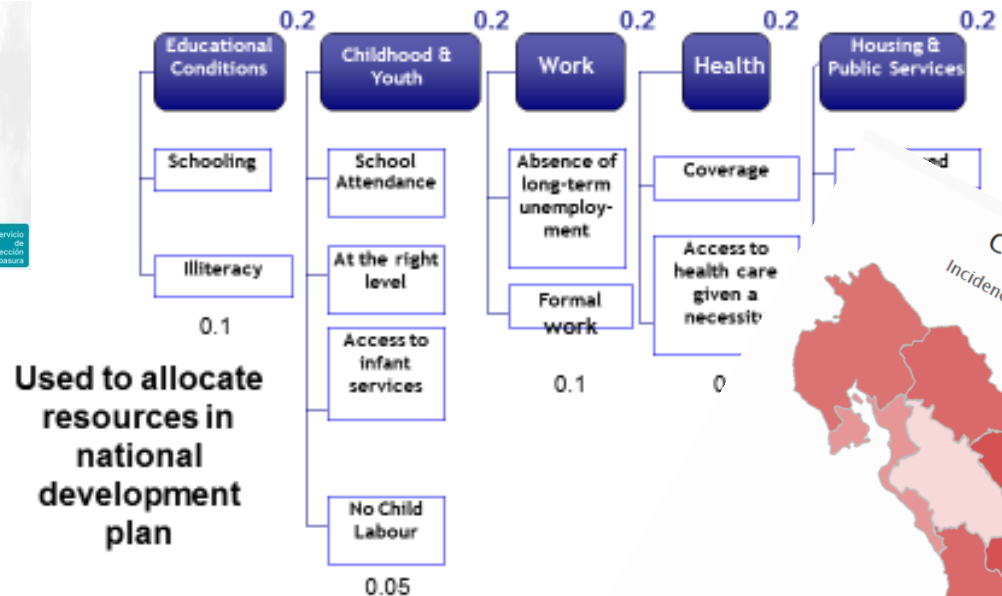 0.2
0.2
0.2
0.2
0.2
Educational
Conditions
Childhood &
Youth
Work
Health
Housing &
Public Services
Schooling
Illiteracy
0.1
School
Attendance
At the right
level
Access to
infant
services
No Child
Labour
0.05
Absence of
long-term
unemploy-
ment
Formal
work
0.1
Coverage
Access to
health care
given a
Used to allocate
resources in
national
development
plan
de